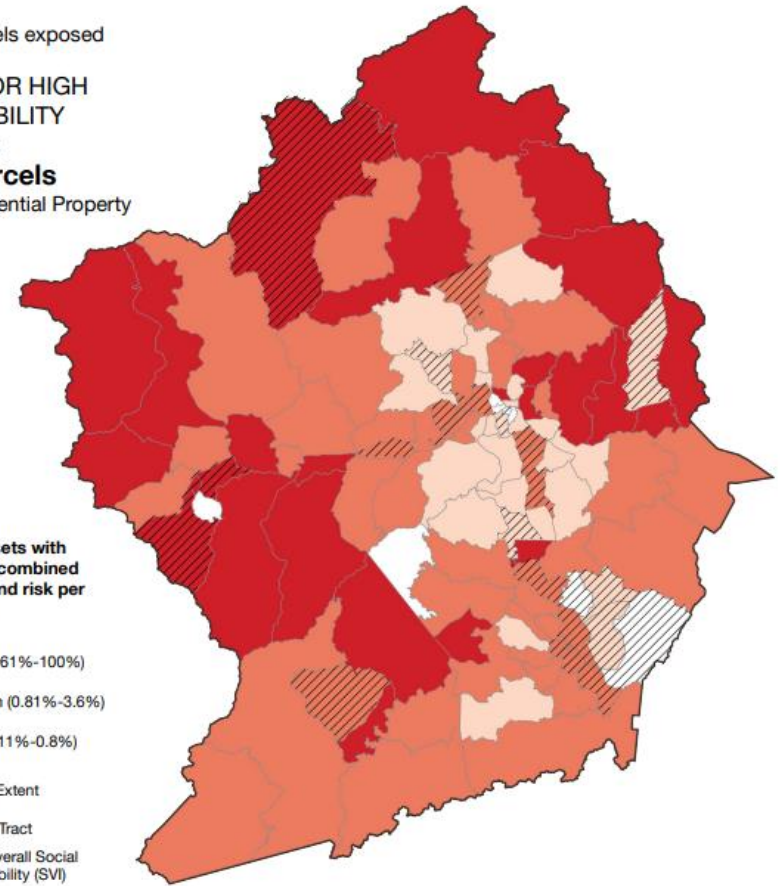 els exposed
OR HIGH
BILITY
rcels
ential Property
sets with
combined
nd risk per
61%-100%)
n (0.81%-3.6%)
11%-0.8%)
Extent
Tract
verall Social
bility (SVI)